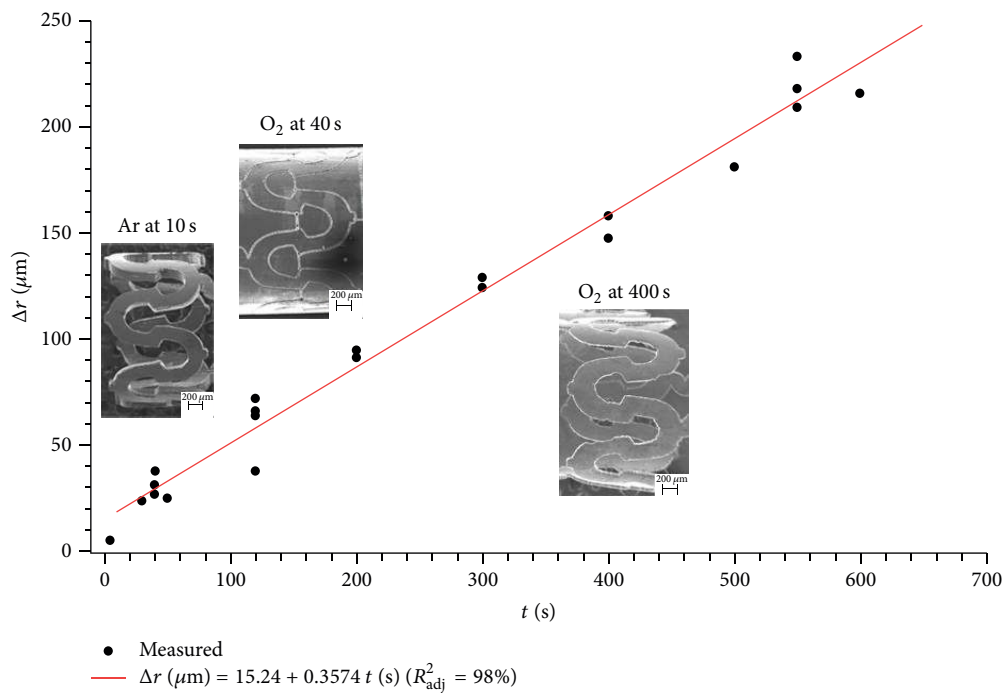 250
200
150
100
50
0
Δr (μm)
O₂ at 40 s
200 μm
Ar at 10 s
200 μm
O₂ at 400 s
200 μm
0 100 200 300 400 500 600 700
t (s)
Measured
Δr (μm) = 15.24 + 0.3574 t (s) (R²adj = 98%)